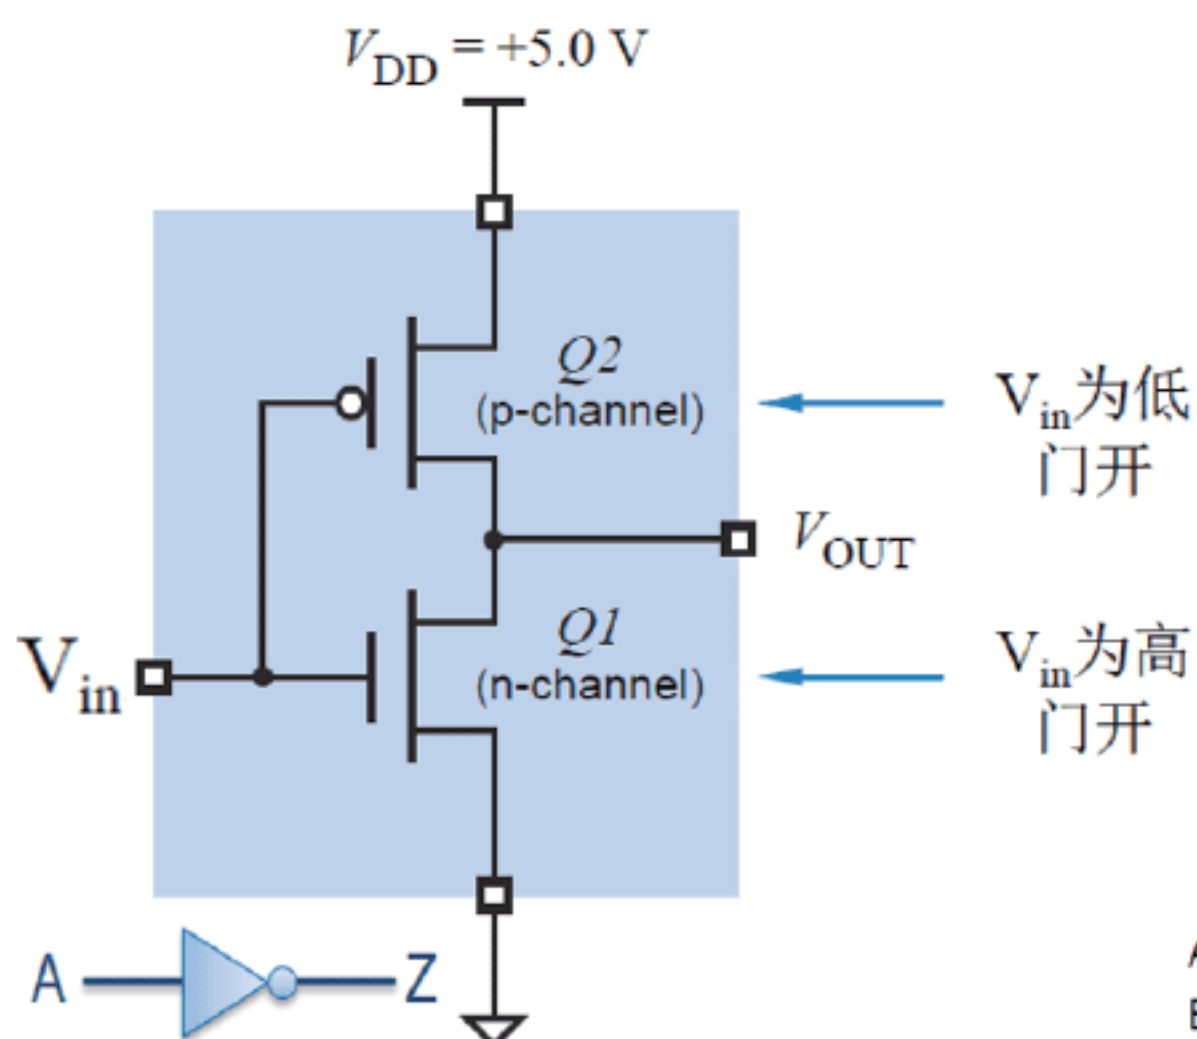 VDD = +5.0 V
Q2
(p-channel)
Vin为低
门开
VOUT
Q1
(n-channel)
Vin为高
门开
Vin
A
Z